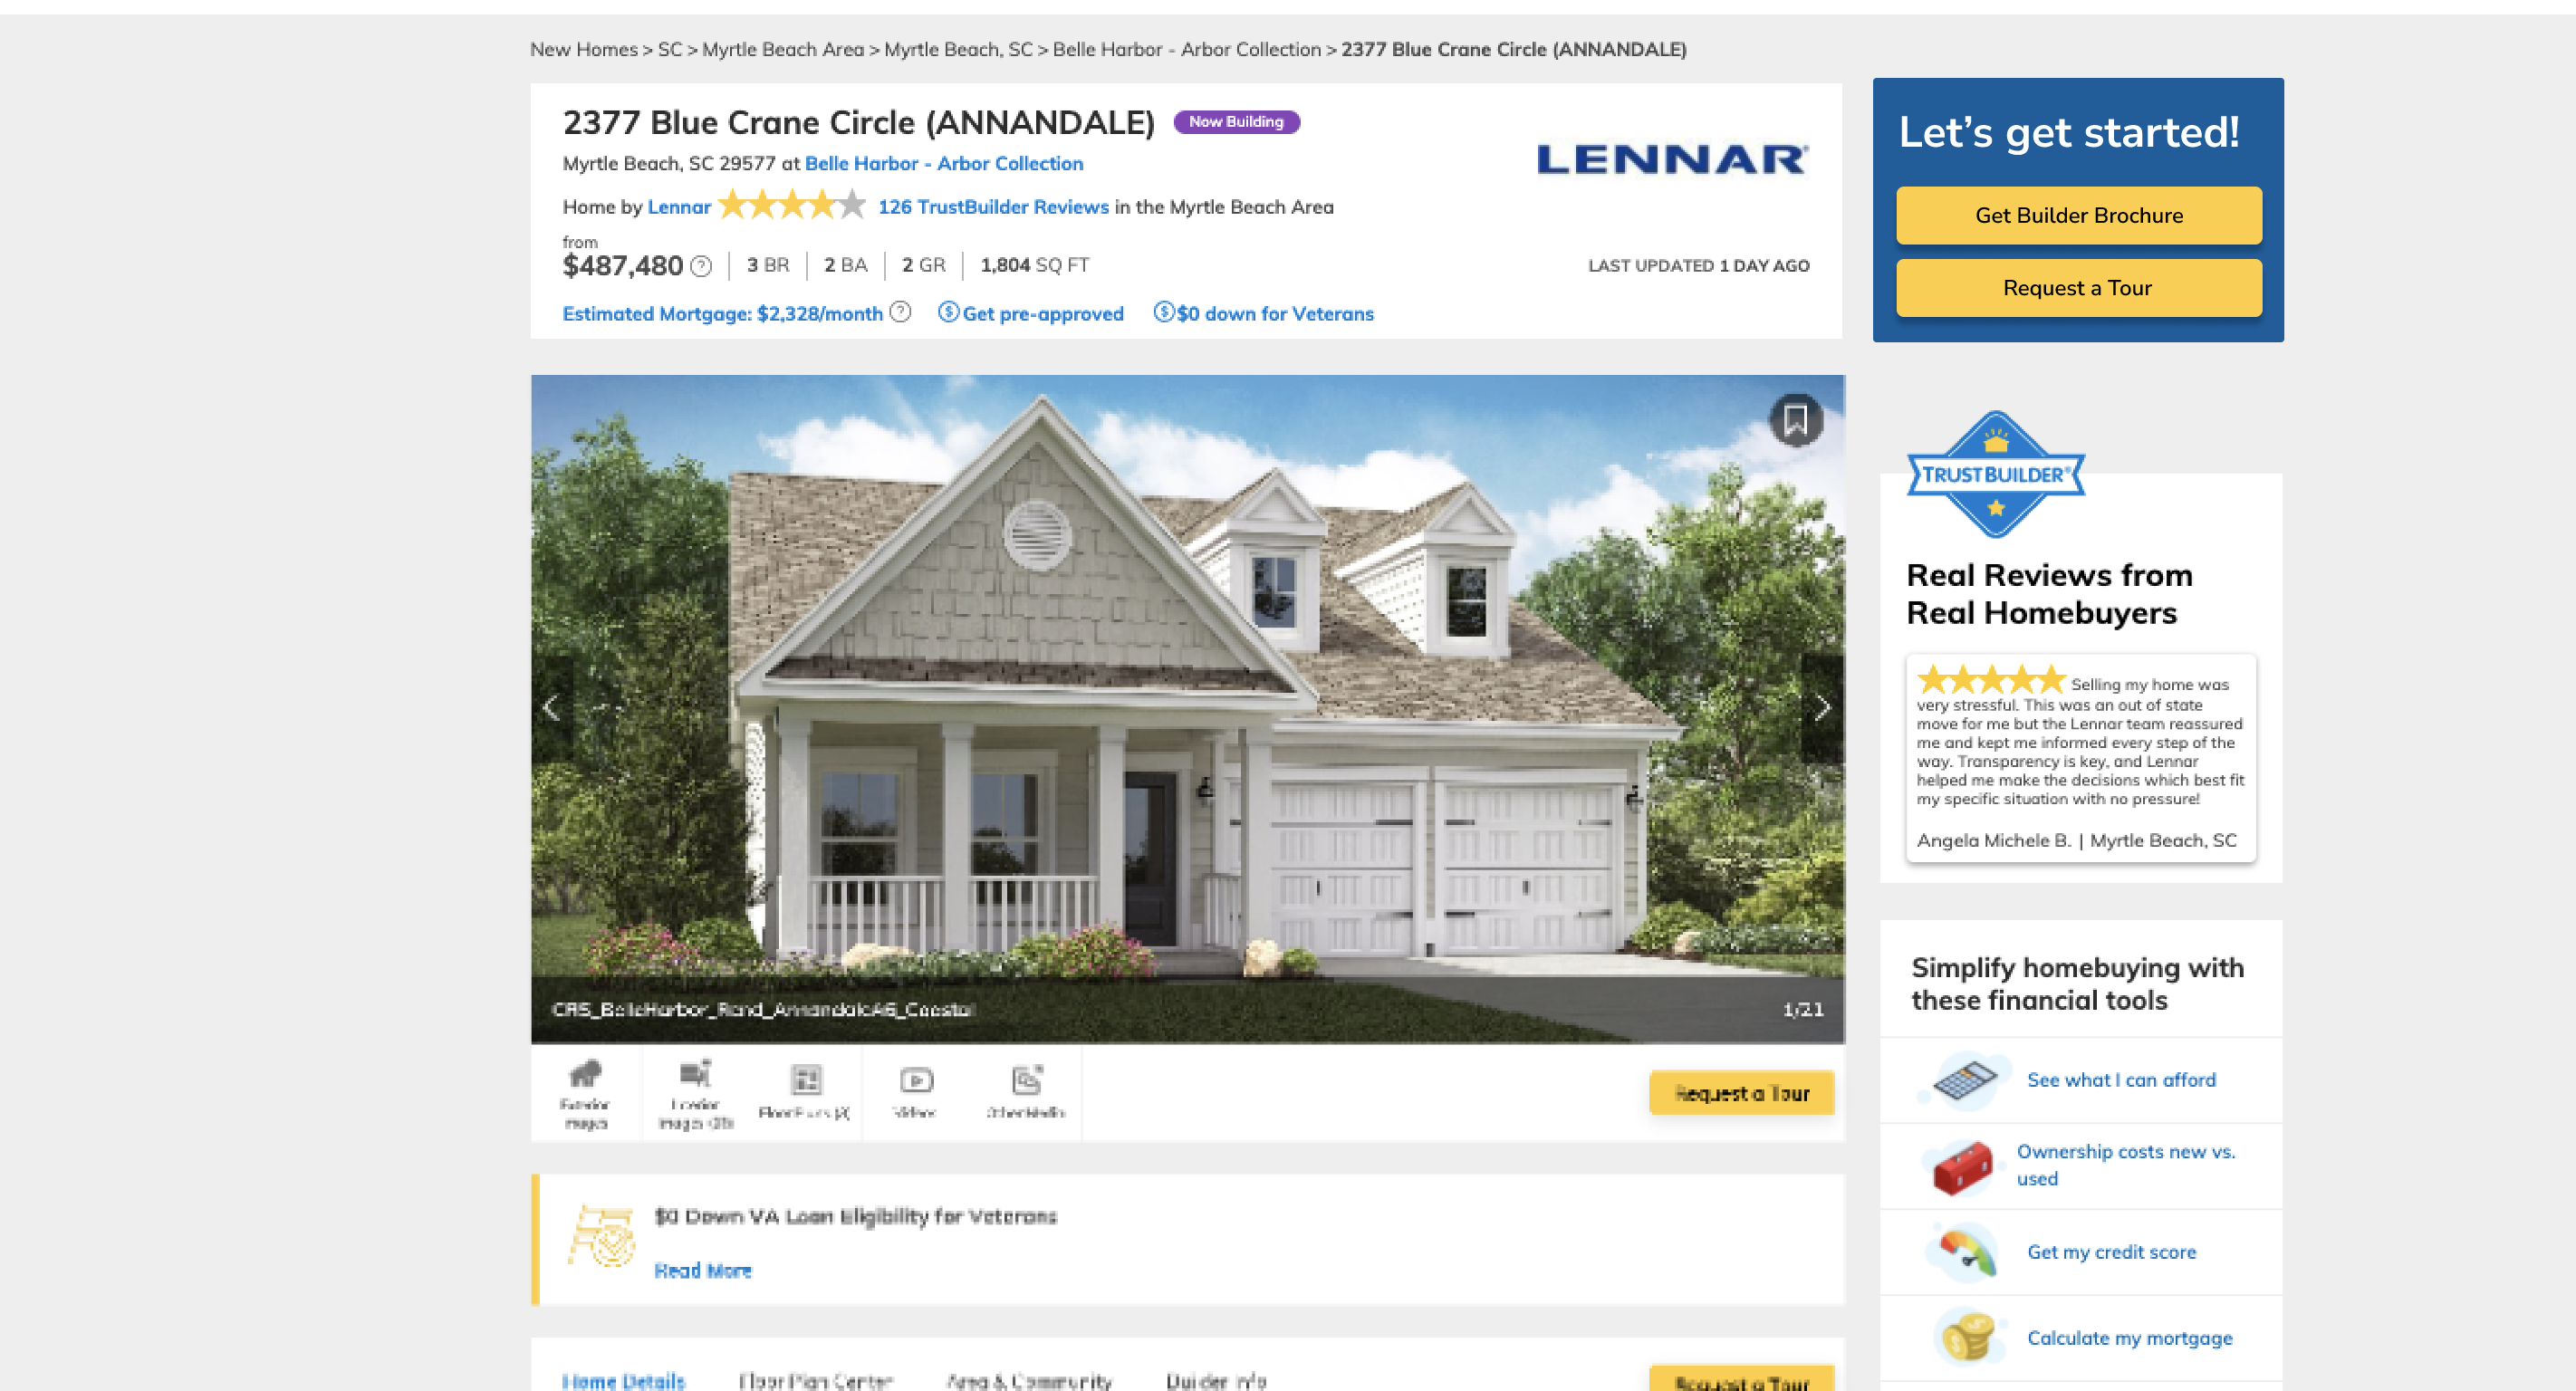 New Homes > SC > Myrtle Beach Area > Myrtle Beach, SC > Belle Harbor - Arbor Collection > 2377 Blue Crane Circle (ANNANDALE)
2377 Blue Crane Circle (ANNANDALE) Now Building
Myrtle Beach, SC 29577 at Belle Harbor - Arbor Collection
Home by Lennar 126 TrustBuilder Reviews in the Myrtle Beach Area
from
$487,480 ? 3 BR 2 BA 2 GR 1,804 SQ FT
Estimated Mortgage: $2,328/month ? $ Get pre-approved $ $0 down for Veterans
LENNAR
LAST UPDATED 1 DAY AGO
Let's get started!
Get Builder Brochure
Request a Tour
CRS_BelleHarbor_Rend_AnnandaleA6_Coastal 1/21
Exterior
Images
Interior
Images
Floor Plans
Videos
Other Media
Request a Tour
$0 Down VA Loan Eligibility for Veterans
Read More
Home Details Floor Plan Center Area & Community Builder Info
Request a Tour
TRUSTBUILDER®
Real Reviews from
Real Homebuyers
Selling my home was
very stressful. This was an out of state
move for me but the Lennar team reassured
me and kept me informed every step of the
way. Transparency is key, and Lennar
helped me make the decisions which best fit
my specific situation with no pressure!
Angela Michele B. | Myrtle Beach, SC
Simplify homebuying with
these financial tools
See what I can afford
Ownership costs new vs.
used
Get my credit score
Calculate my mortgage